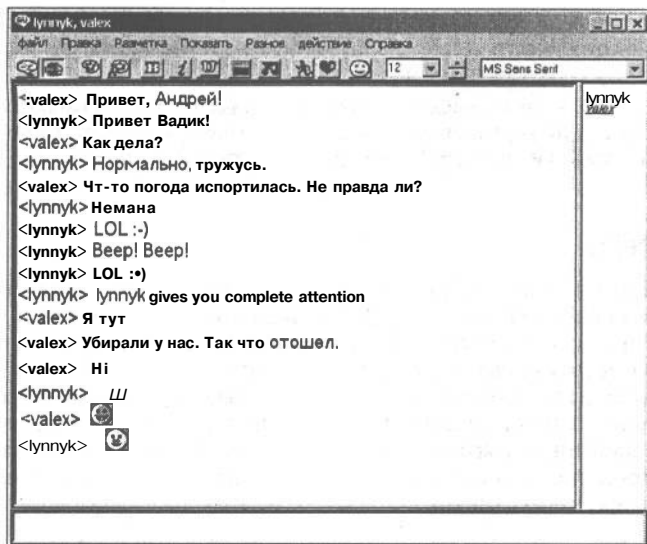 lynnyk, valex
файл Правка Разметка Показать Разное действие Справка
12 MS Sans Serif
<:valex> Привет, Андрей!
<lynnyk> Привет Вадик!
<valex> Как дела?
<lynnyk> Нормально, тружусь.
<valex> Чт-то погода испортилась. Не правда ли?
<lynnyk> Немана
<lynnyk> LOL :-)
<lynnyk> Beep! Beep!
<lynnyk> LOL :•)
<lynnyk> lynnyk gives you complete attention
<valex> Я тут
<valex> Убирали у нас. Так что отошел.
<valex> Hi
<lynnyk> Ш
<valex>
<lynnyk>
lynnyk
valex